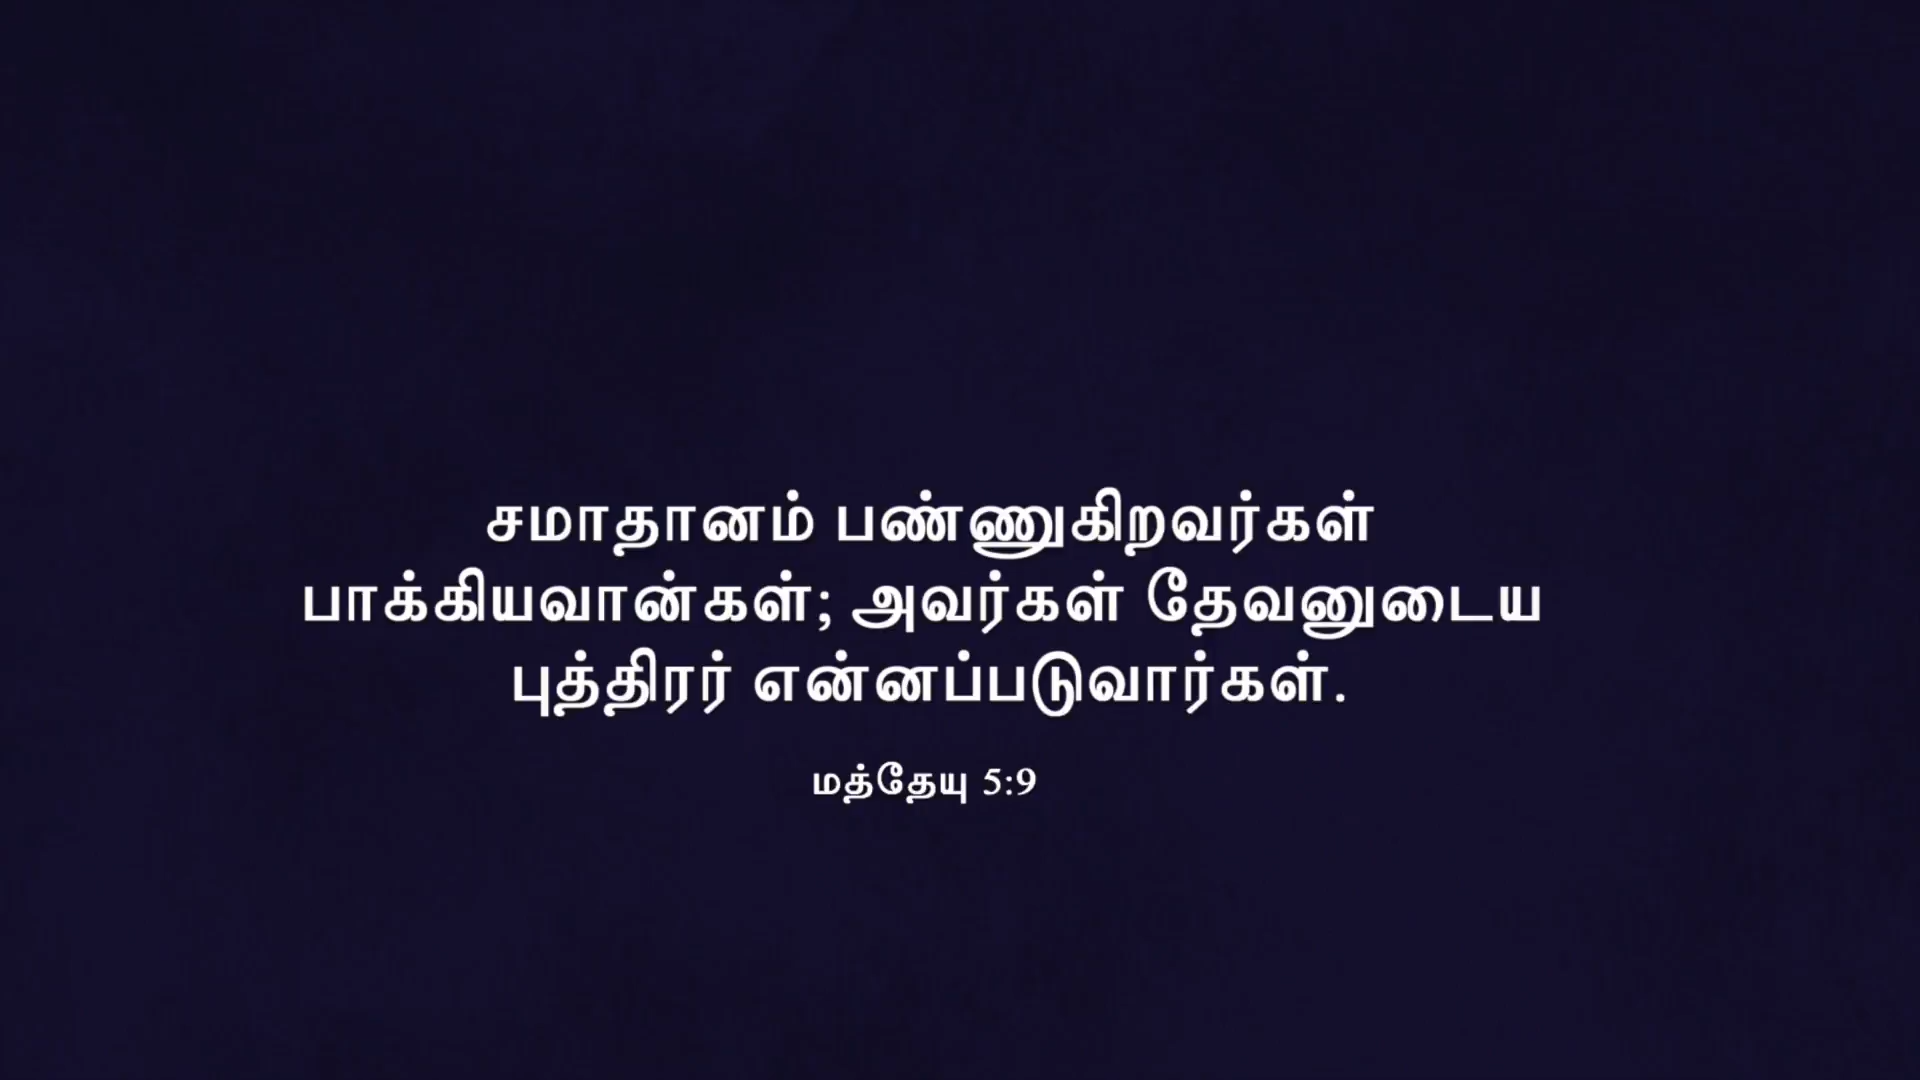 சமாதானம் பண்ணுகிறவர்கள்
பாக்கியவான்கள்; அவர்கள் தேவனுடைய
புத்திரர் என்னப்படுவார்கள்.
மத்தேயு 5:9